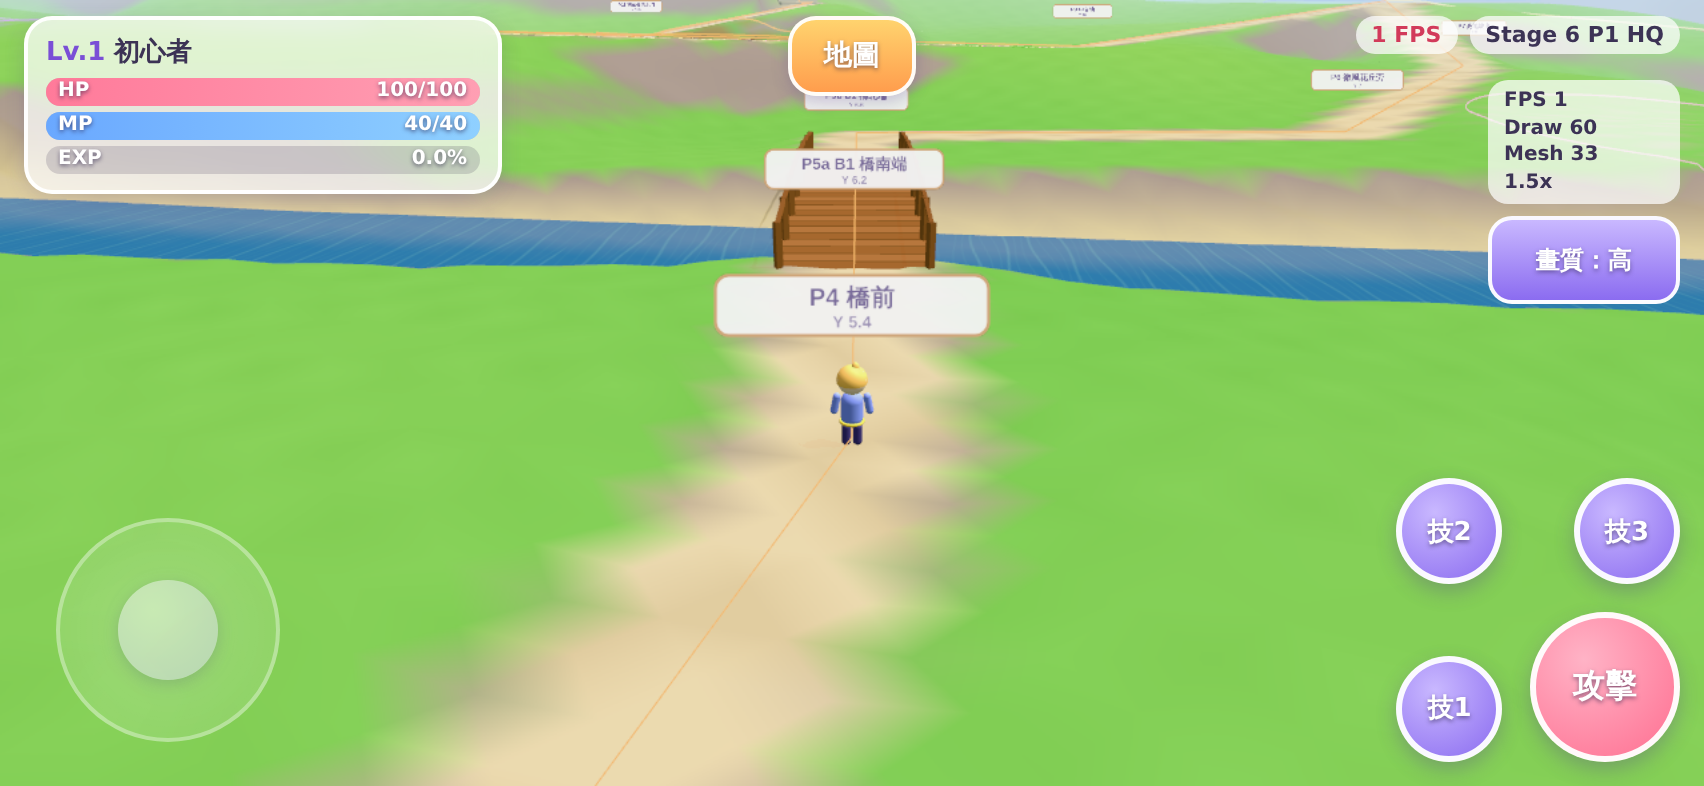 Lv.1 初心者
HP 100/100
MP 40/40
EXP 0.0%
地圖
1 FPS
Stage 6 P1 HQ
FPS 1
Draw 60
Mesh 33
1.5x
畫質：高
P5a B1 橋南端
Y 6.2
P4 橋前
Y 5.4
技2
技3
技1
攻擊